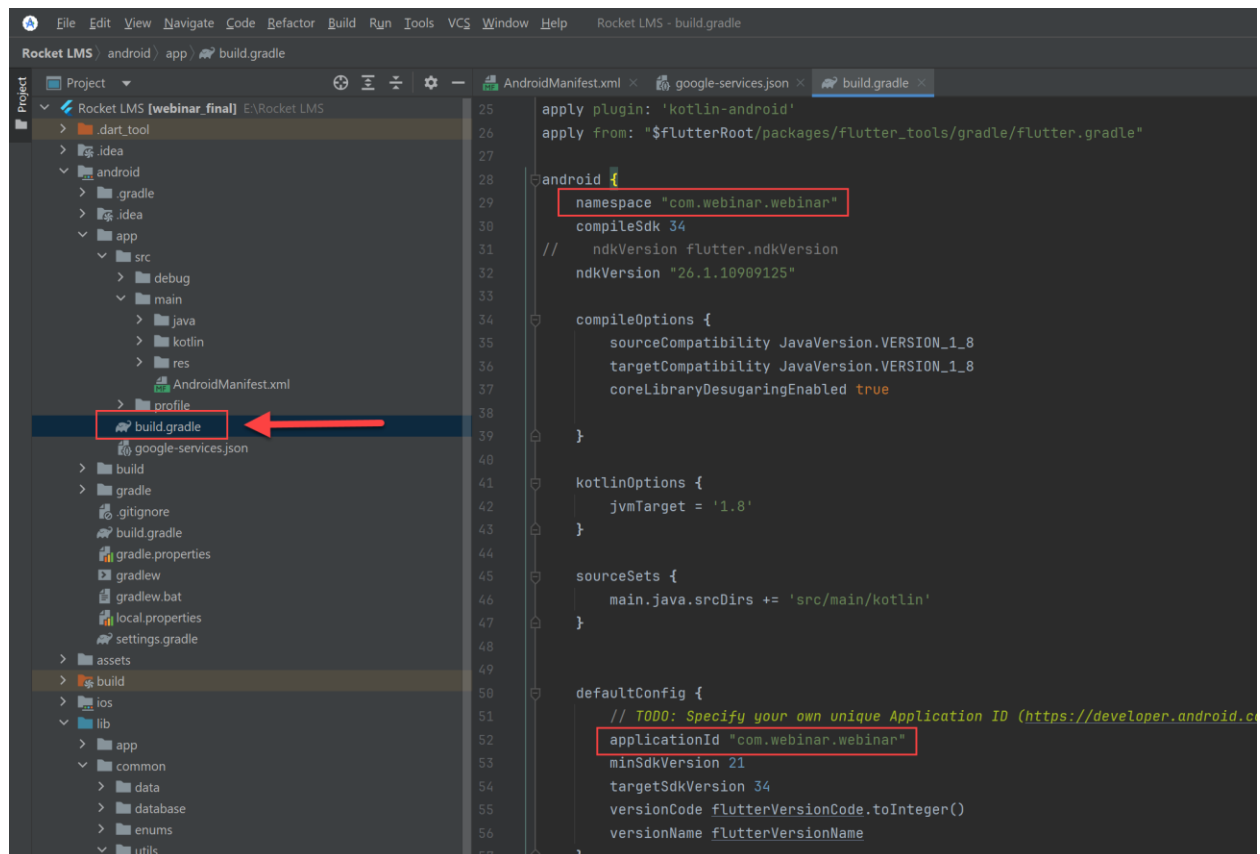 File Edit View Navigate Code Refactor Build Run Tools VCS Window Help Rocket LMS - build.gradle
Rocket LMS android app build.gradle
Project
Project
Rocket LMS [webinar_final] E:\Rocket LMS
.dart_tool
.idea
android
.gradle
.idea
app
src
debug
main
java
kotlin
res
AndroidManifest.xml
profile
build.gradle
google-services.json
build
gradle
.gitignore
build.gradle
gradle.properties
gradlew
gradlew.bat
local.properties
settings.gradle
assets
build
ios
lib
app
common
data
database
enums
utils
AndroidManifest.xml google-services.json build.gradle
25 apply plugin: 'kotlin-android'
26 apply from: "$flutterRoot/packages/flutter_tools/gradle/flutter.gradle"
27
28 android {
29 namespace "com.webinar.webinar"
30 compileSdk 34
31 // ndkVersion flutter.ndkVersion
32 ndkVersion "26.1.10909125"
33
34 compileOptions {
35 sourceCompatibility JavaVersion.VERSION_1_8
36 targetCompatibility JavaVersion.VERSION_1_8
37 coreLibraryDesugaringEnabled true
38
39 }
40
41 kotlinOptions {
42 jvmTarget = '1.8'
43 }
44
45 sourceSets {
46 main.java.srcDirs += 'src/main/kotlin'
47 }
48
49
50 defaultConfig {
51 // TODO: Specify your own unique Application ID (https://developer.android.co
52 applicationId "com.webinar.webinar"
53 minSdkVersion 21
54 targetSdkVersion 34
55 versionCode flutterVersionCode.toInteger()
56 versionName flutterVersionName